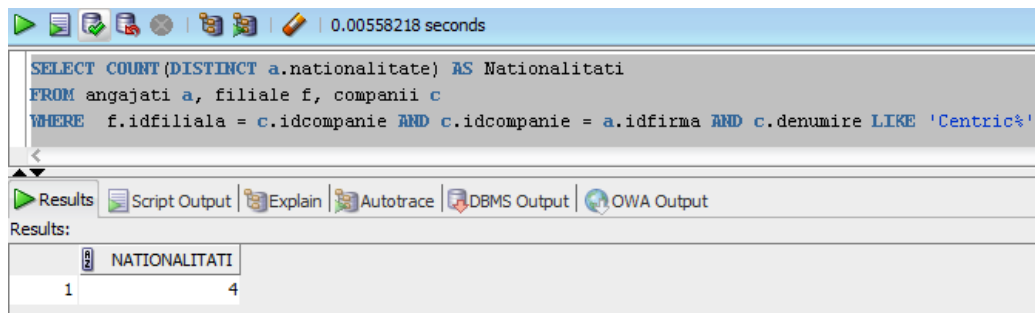 0.00558218 seconds
SELECT COUNT(DISTINCT a.nationalitate) AS Nationalitati
FROM angajati a, filiale f, companii c
WHERE  f.idfiliala = c.idcompanie AND c.idcompanie = a.idfirma AND c.denumire LIKE 'Centric%'
Results Script Output Explain Autotrace DBMS Output OWA Output
Results:
NATIONALITATI
1 4